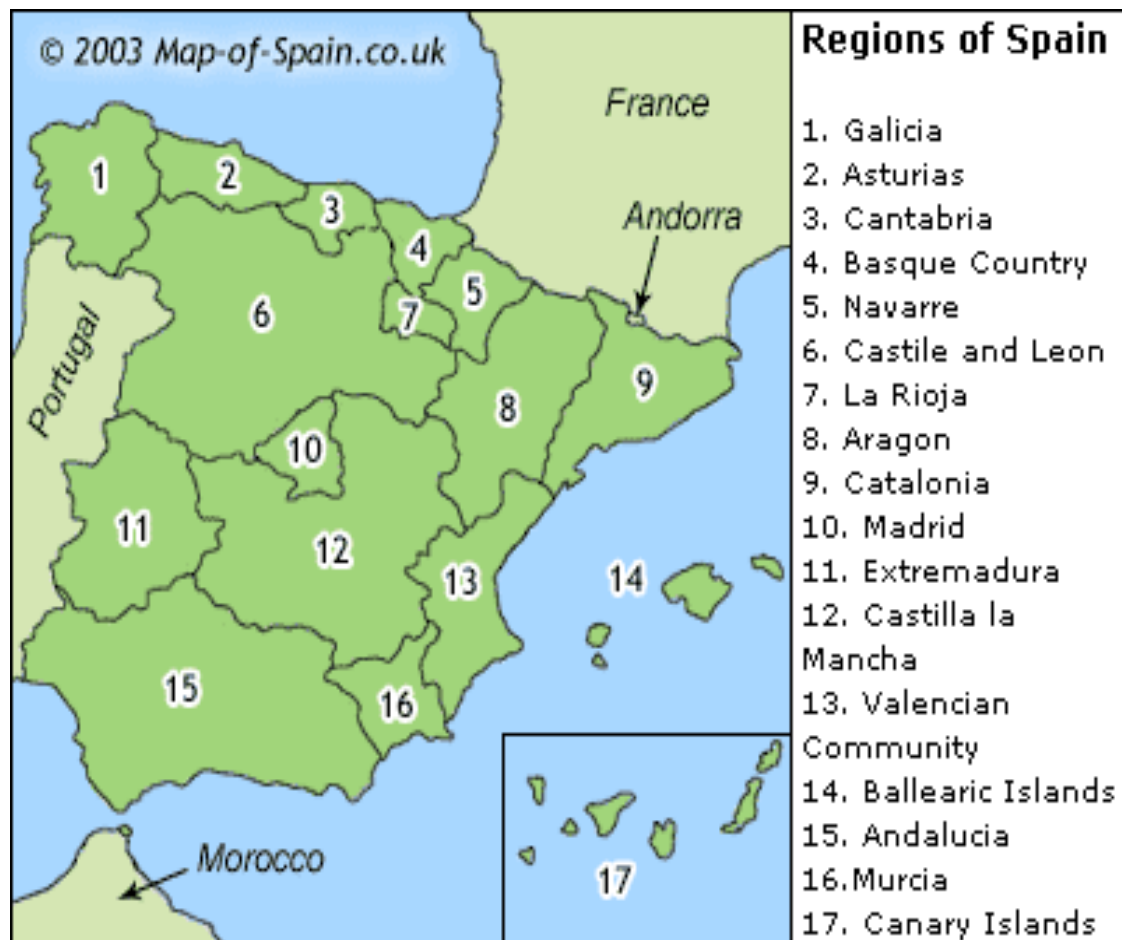 © 2003 Map-of-Spain.co.uk
France
Andorra
Portugal
Morocco
1
2
3
4
5
6
7
8
9
10
11
12
13
14
15
16
17
Regions of Spain
1. Galicia
2. Asturias
3. Cantabria
4. Basque Country
5. Navarre
6. Castile and Leon
7. La Rioja
8. Aragon
9. Catalonia
10. Madrid
11. Extremadura
12. Castilla la
Mancha
13. Valencian
Community
14. Ballearic Islands
15. Andalucia
16.Murcia
17. Canary Islands